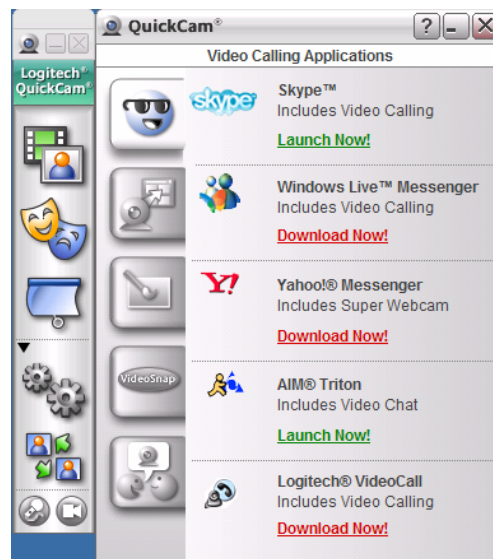 QuickCam®
Logitech®
QuickCam®
Video Calling Applications
skype
Skype™
Includes Video Calling
Launch Now!
Windows Live™ Messenger
Includes Video Calling
Download Now!
Y!
Yahoo!® Messenger
Includes Super Webcam
Download Now!
VideoSnap
AIM® Triton
Includes Video Chat
Launch Now!
Logitech® VideoCall
Includes Video Calling
Download Now!